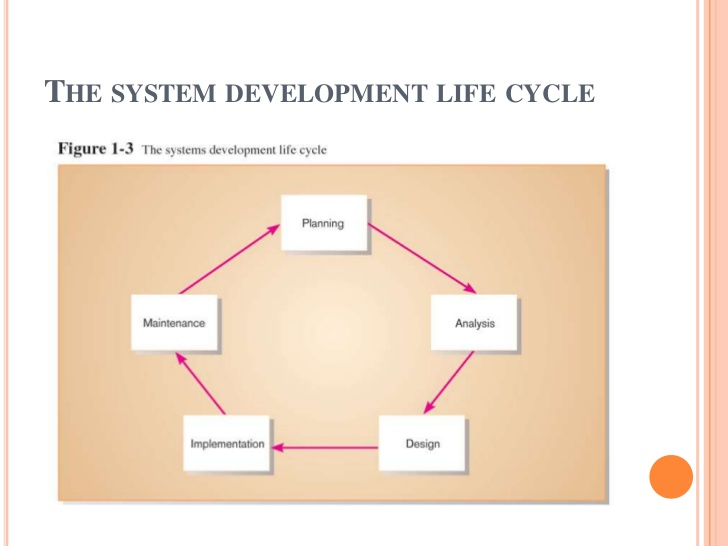 THE SYSTEM DEVELOPMENT LIFE CYCLE
Figure 1-3 The systems development life cycle
Planning
Maintenance
Analysis
Implementation
Design